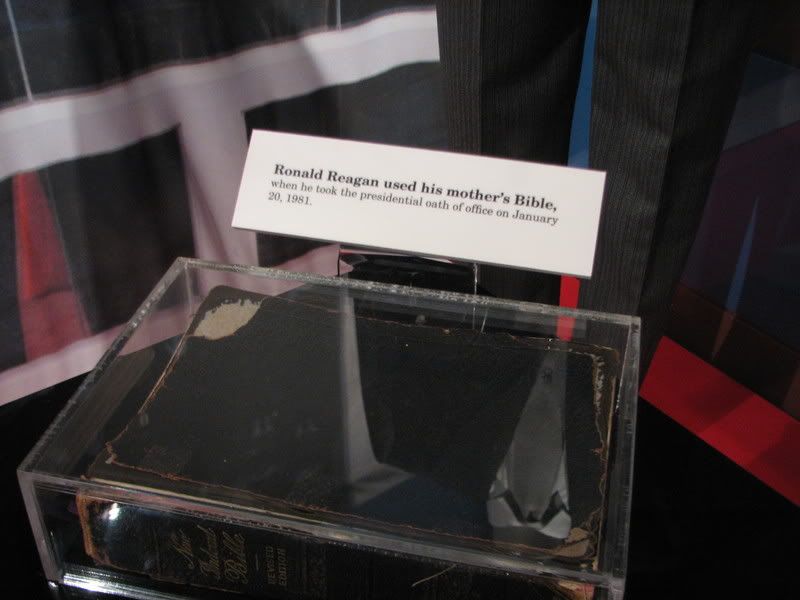 Ronald Reagan used his mother's Bible,
when he took the presidential oath of office on January
20, 1981.
New
Indexed
Bible
REVISED
EDITION